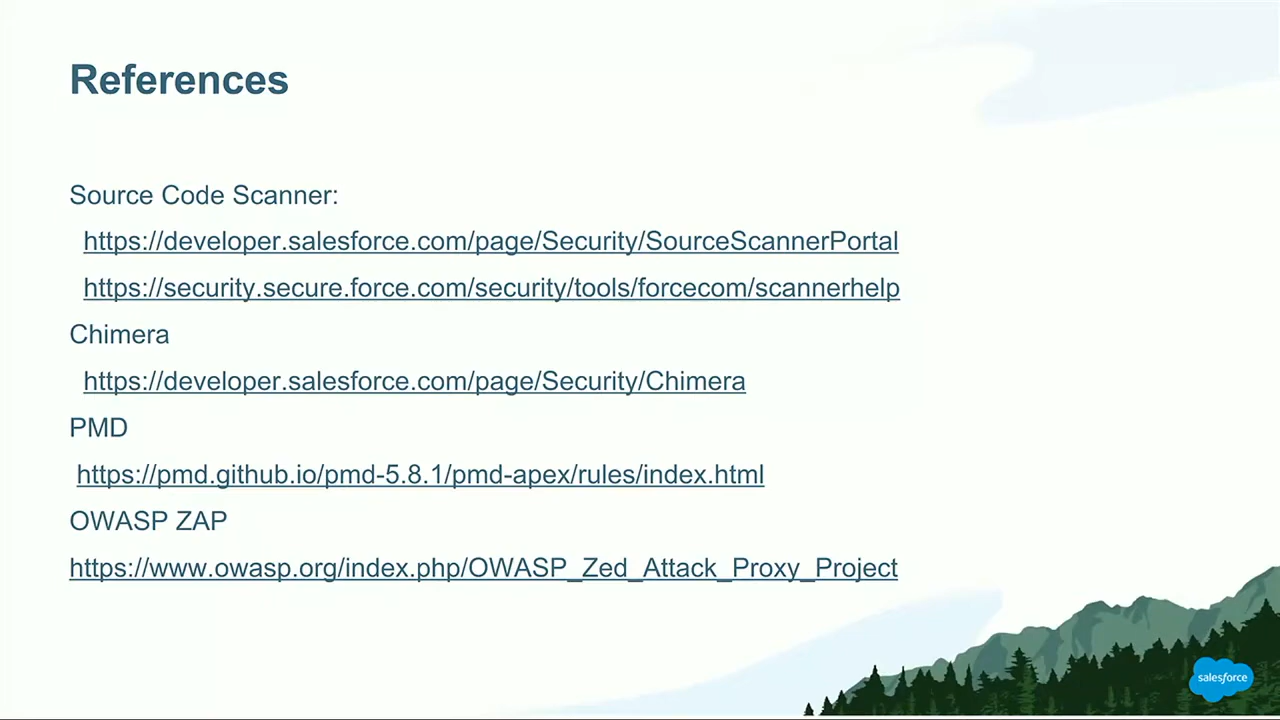 References
Source Code Scanner:
https://developer.salesforce.com/page/Security/SourceScannerPortal
https://security.secure.force.com/security/tools/forcecom/scannerhelp
Chimera
https://developer.salesforce.com/page/Security/Chimera
PMD
https://pmd.github.io/pmd-5.8.1/pmd-apex/rules/index.html
OWASP ZAP
https://www.owasp.org/index.php/OWASP_Zed_Attack_Proxy_Project
salesforce